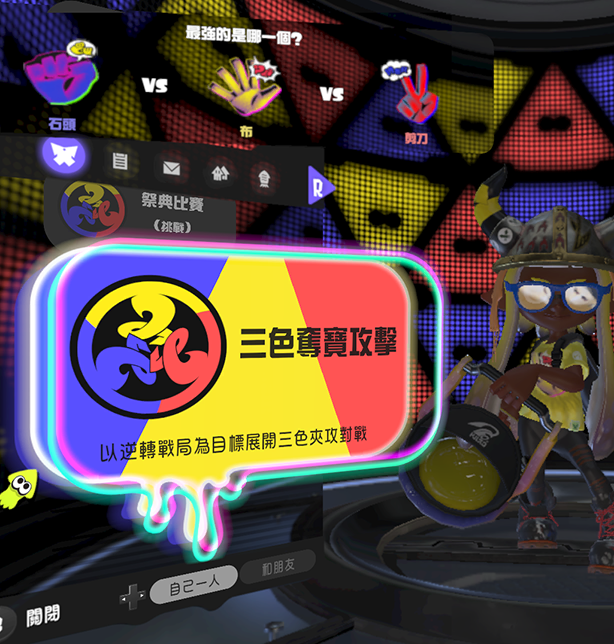 最強的是哪一個?
vs
vs
石頭
布
剪刀
R
祭典比賽
(挑戰)
三色奪寶攻擊
以逆轉戰局為目標展開三色夾攻對戰
自己一人
和朋友
關閉